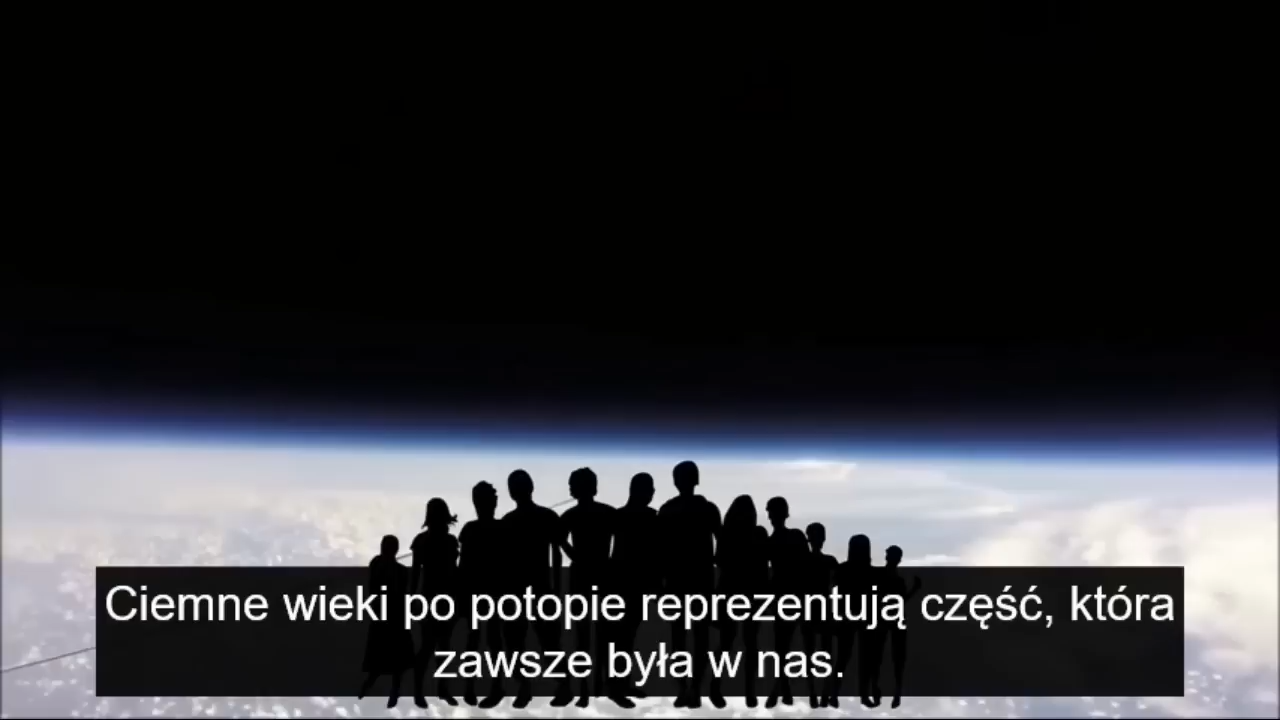 Ciemne wieki po potopie reprezentują część, która
zawsze była w nas.